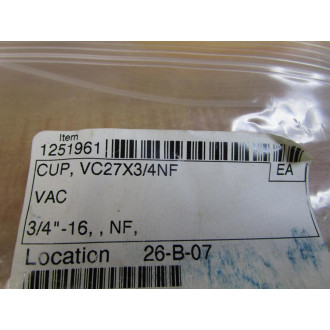 Item
1251961
CUP, VC27X3/4NF
EA
VAC
3/4"-16, , NF,
Location 26-B-07